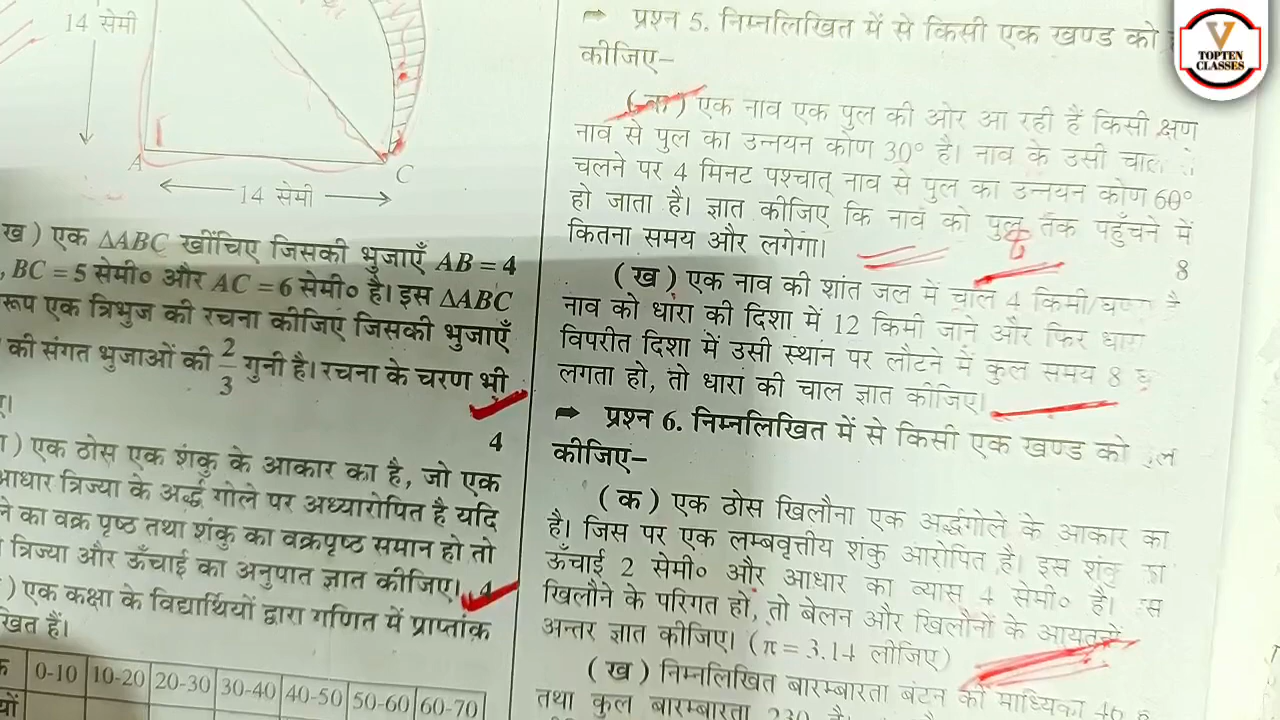 14 सेमी
A
C
14 सेमी
ख ) एक ΔABC खींचिए जिसकी भुजाएँ AB = 4
, BC = 5 सेमी० और AC = 6 सेमी० है। इस ΔABC
रूप एक त्रिभुज की रचना कीजिए जिसकी भुजाएँ
की संगत भुजाओं की 2/3 गुनी है। रचना के चरण भी
4
) एक ठोस एक शंकु के आकार का है, जो एक
आधार त्रिज्या के अर्द्ध गोले पर अध्यारोपित है यदि
का वक्र पृष्ठ तथा शंकु का वक्रपृष्ठ समान हो तो
त्रिज्या और ऊँचाई का अनुपात ज्ञात कीजिए। 4
) एक कक्षा के विद्यार्थियों द्वारा गणित में प्राप्तांक
हैं।
0-10 10-20 20-30 30-40 40-50 50-60 60-70
➡ प्रश्न 5. निम्नलिखित में से किसी एक खण्ड को
कीजिए–
( क ) एक नाव एक पुल की ओर आ रही हैं किसी क्षण
नाव से पुल का उन्नयन कोण 30° है। नाव के उसी चाल
चलने पर 4 मिनट पश्चात् नाव से पुल का उन्नयन कोण 60°
हो जाता है। ज्ञात कीजिए कि नाव को पुल तक पहुँचने में
कितना समय और लगेगा।
8
( ख ) एक नाव की शांत जल में चाल 4 किमी/ है
नाव को धारा की दिशा में 12 किमी जाने और फिर धारा
विपरीत दिशा में उसी स्थान पर लौटने में कुल समय 8
लगता हो, तो धारा की चाल ज्ञात कीजिए।
➡ प्रश्न 6. निम्नलिखित में से किसी एक खण्ड को
कीजिए–
( क ) एक ठोस खिलौना एक अर्द्धगोले के आकार का
है। जिस पर एक लम्बवृत्तीय शंकु आरोपित है। इस शंकु
ऊँचाई 2 सेमी० और आधार का व्यास 4 सेमी० है।
खिलौने के परिगत हो, तो बेलन और खिलौनों के आयतनों
अन्तर ज्ञात कीजिए। (π = 3.14 लीजिए)
( ख ) निम्नलिखित बारम्बारता बंटन की माध्यिका 46
तथा कुल बारम्बारता 230
V
TOPTEN
CLASSES